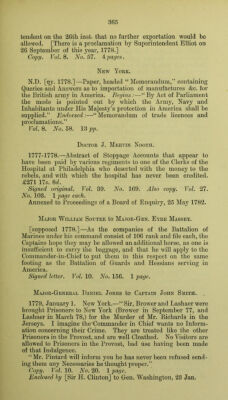 365
tendent on the 26th inst. that no further exportation would be
allowed. [There is a proclamation by Superintendent Elliot on
26 September of this year, 1778.]
Copy. Vol. 8. No. 57. 4 pages.
New York.
N.D. [qy. 1778.]—Paper, headed "Memorandum," containing
Queries and Answers as to importation of manufactures &c. for
the British army in America. Begins:—"By Act of Parliament
the mode is pointed out by which the Army, Navy and
Inhabitants under His Majesty's protection in America shall be
supplied." Endorsed:—"Memorandum of trade licences and
proclamations."
Vol. 8. No. 58. 13 pp.
Doctor J. Mervin Nooth.
1777-1778.—Abstract of Stoppage Accounts that appear to
have been paid by various regiments to one of the Clerks of the
Hospital at Philadelphia who deserted with the money to the
rebels, and with which the hospital has never been credited.
£271 17s. 8d.
Signed original. Vol. 39. No. 169. Also copy. Vol. 27.
No. 105. 1 page each.
Annexed to Proceedings of a Board of Enquiry, 25 May 1782.
Major William Souter to Major-Gen. Eyre Massey.
[supposed 1778.]—As the companies of the Battalion of
Marines under his command consist of 106 rank and file each, the
Captains hope they may be allowed an additional horse, as one is
insufficient to carry the baggage, and that he will apply to the
Commander-in-Chief to put them in this respect on the same
footing as the Battalion of Guards and Hessians serving in
America.
Signed letter. Vol. 10. No. 156. 1 page.
Major-General Daniel Jones to Captain John Smith.
1779, January 1. New York.—"Sir, Brower and Lashaer were
brought Prisoners to New York (Brower in September 77, and
Lashaer in March 78,) for the Murder of Mr. Richards in the
Jerseys. I imagine the Commander in Chief wants no Inform-
ation concerning their Crime. They are treated like the other
Prisoners in the Provost, and are well Cloathed. No Visitors are
allowed to Prisoners in the Provost, bad use having been made
of that Indulgence.
"Mr. Pintard will inform you he has never been refused send-
ing them any Necessaries he thought proper."
Copy. Vol. 10. No. 20. 1 page.
Enclosed by [Sir H. Clinton] to Gen. Washington, 23 Jan.